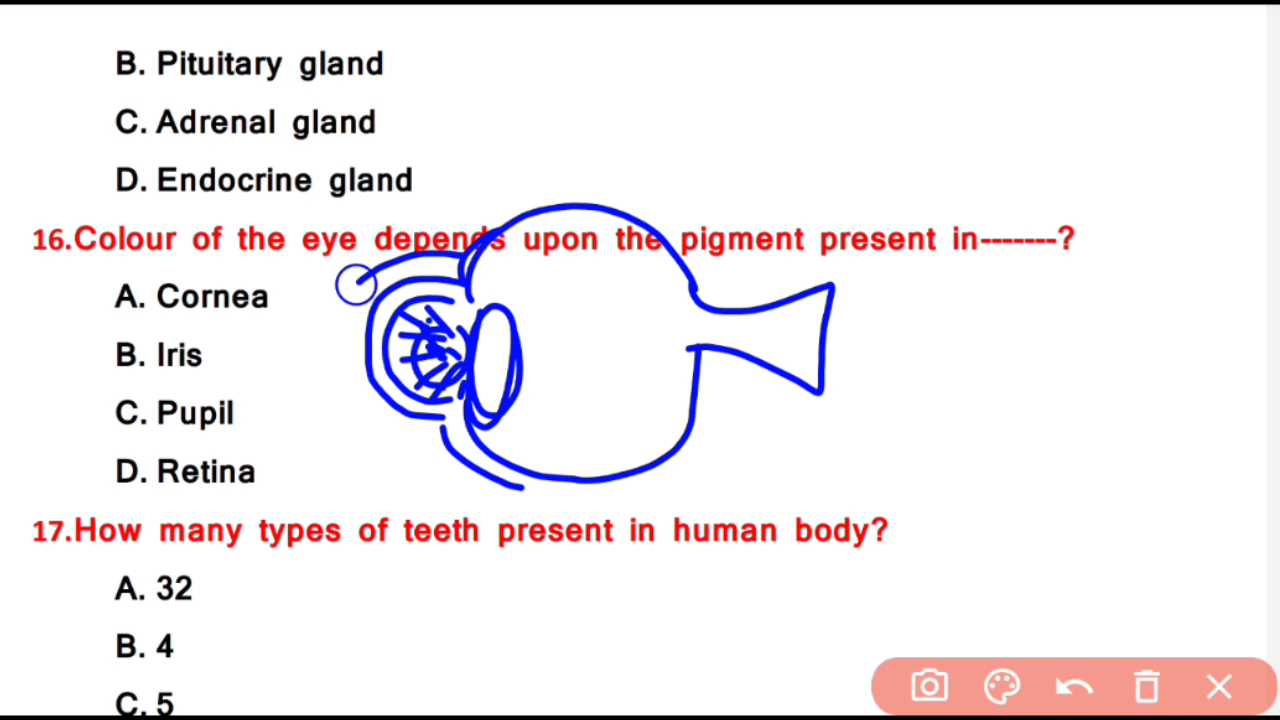 B. Pituitary gland
C. Adrenal gland
D. Endocrine gland
16.Colour of the eye depends upon the pigment present in-------?
A. Cornea
B. Iris
C. Pupil
D. Retina
17.How many types of teeth present in human body?
A. 32
B. 4
C. 5